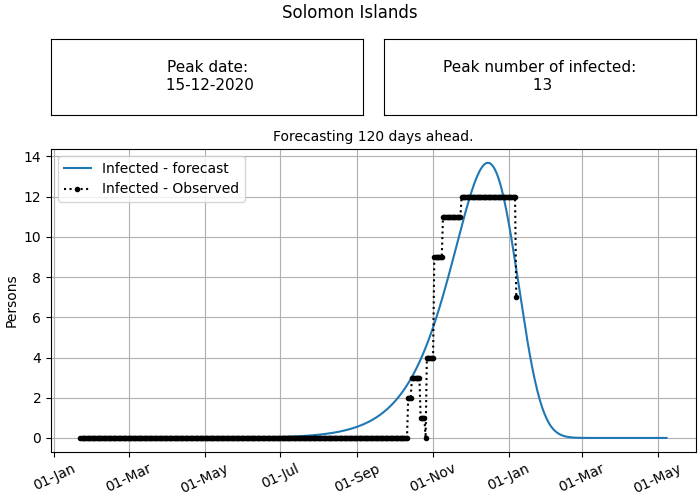 Solomon Islands
Peak date:
15-12-2020
Peak number of infected:
13
Forecasting 120 days ahead.
Infected - forecast
Infected - Observed
Persons
14
12
10
8
6
4
2
0
01-Jan
01-Mar
01-May
01-Jul
01-Sep
01-Nov
01-Jan
01-Mar
01-May